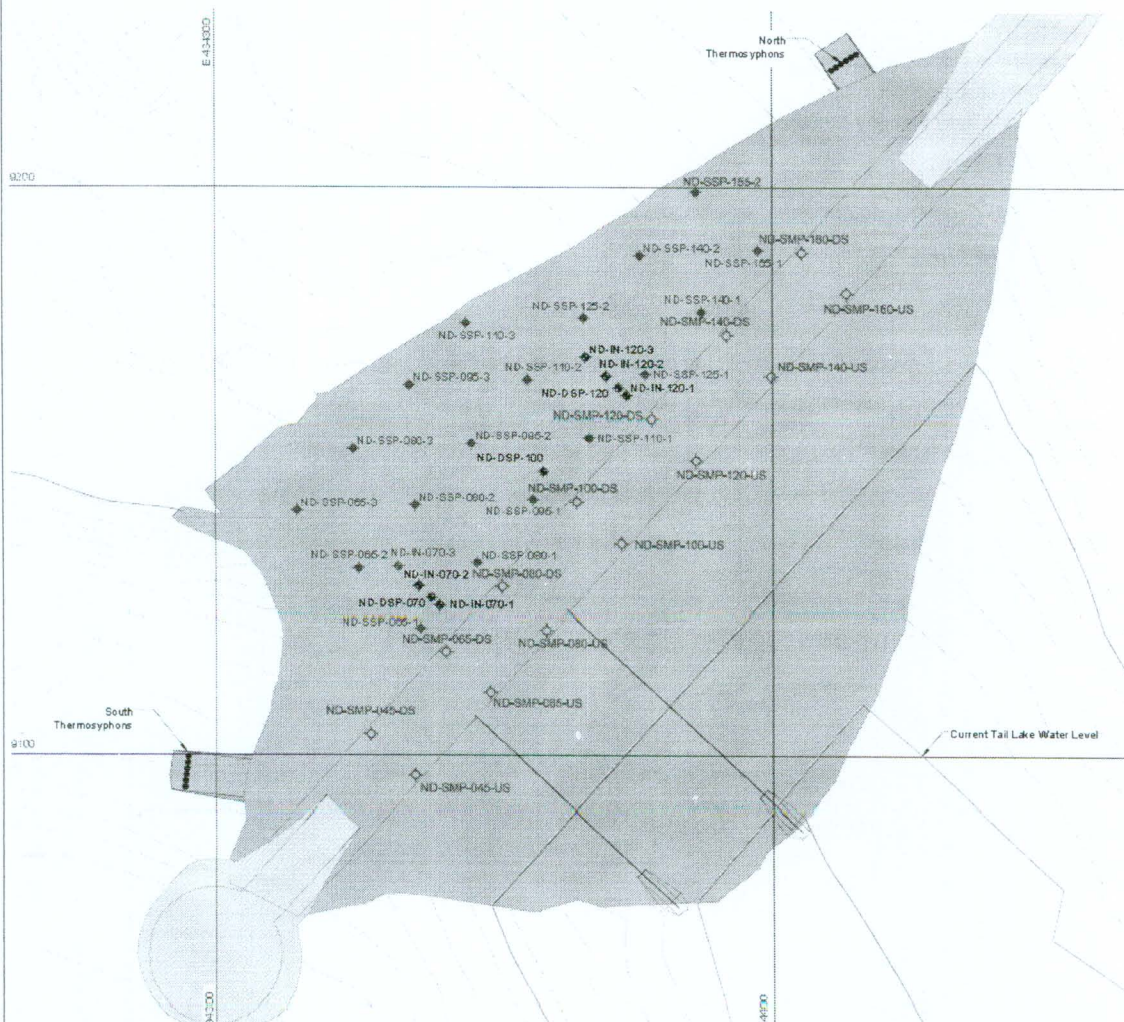 E 434300
North
Thermosyphons
9200
ND-SSP-155-2
ND-SSP-140-2
ND-SMP-160-DS
ND-SSP-155-1
ND-SMP-160-US
ND-SSP-125-2
ND-SSP-140-1
ND-SMP-140-DS
ND-SSP-110-3
ND-IN-120-3
ND-SSP-110-2
ND-IN-120-2
ND-SSP-125-1
ND-SMP-140-US
ND-SSP-095-3
ND-DSP-120
ND-IN-120-1
ND-SMP-120-DS
ND-SSP-080-3
ND-SSP-095-2
ND-SSP-110-1
ND-DSP-100
ND-SMP-120-US
ND-SMP-100-DS
ND-SSP-065-3
ND-SSP-080-2
ND-SSP-095-1
ND-SMP-100-US
ND-SSP-065-2
ND-IN-070-3
ND-SSP-080-1
ND-IN-070-2
ND-SMP-080-DS
ND-DSP-070
ND-IN-070-1
ND-SSP-065-1
ND-SMP-065-DS
ND-SMP-080-US
ND-SMP-065-US
South
Thermosyphons
ND-SMP-045-DS
9100
Current Tail Lake Water Level
ND-SMP-045-US